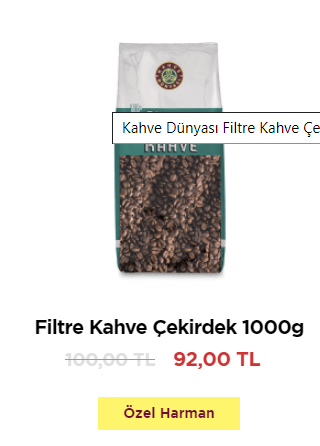 Kahve Dünyası Filtre Kahve Çe
KAHVE
Filtre Kahve Çekirdek 1000g
100,00 TL 92,00 TL
Özel Harman